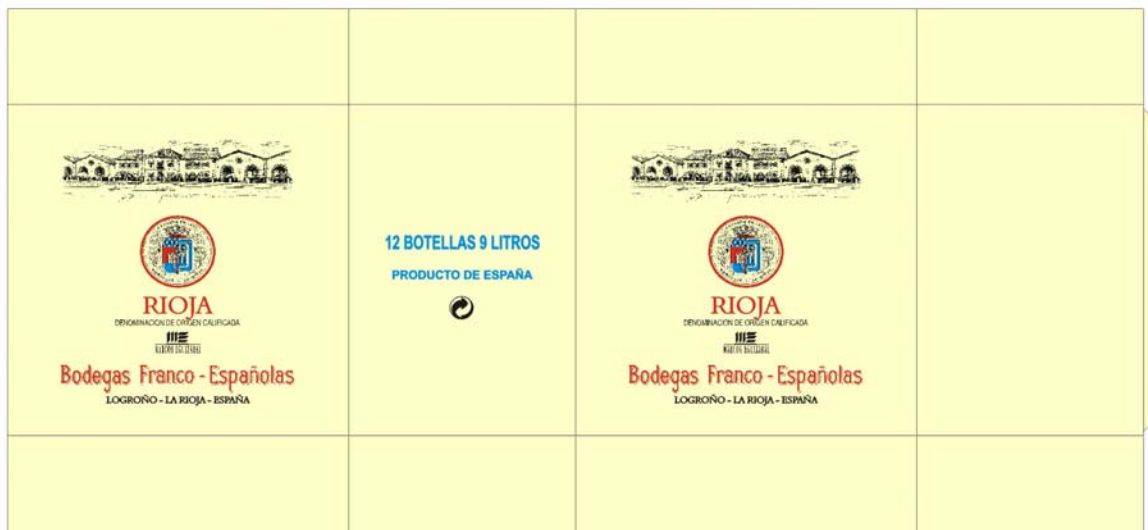 RIOJA
DENOMINACION DE ORIGEN CALIFICADA
Bodegas Franco - Españolas
LOGROÑO - LA RIOJA - ESPAÑA
12 BOTELLAS 9 LITROS
PRODUCTO DE ESPAÑA
RIOJA
DENOMINACION DE ORIGEN CALIFICADA
Bodegas Franco - Españolas
LOGROÑO - LA RIOJA - ESPAÑA